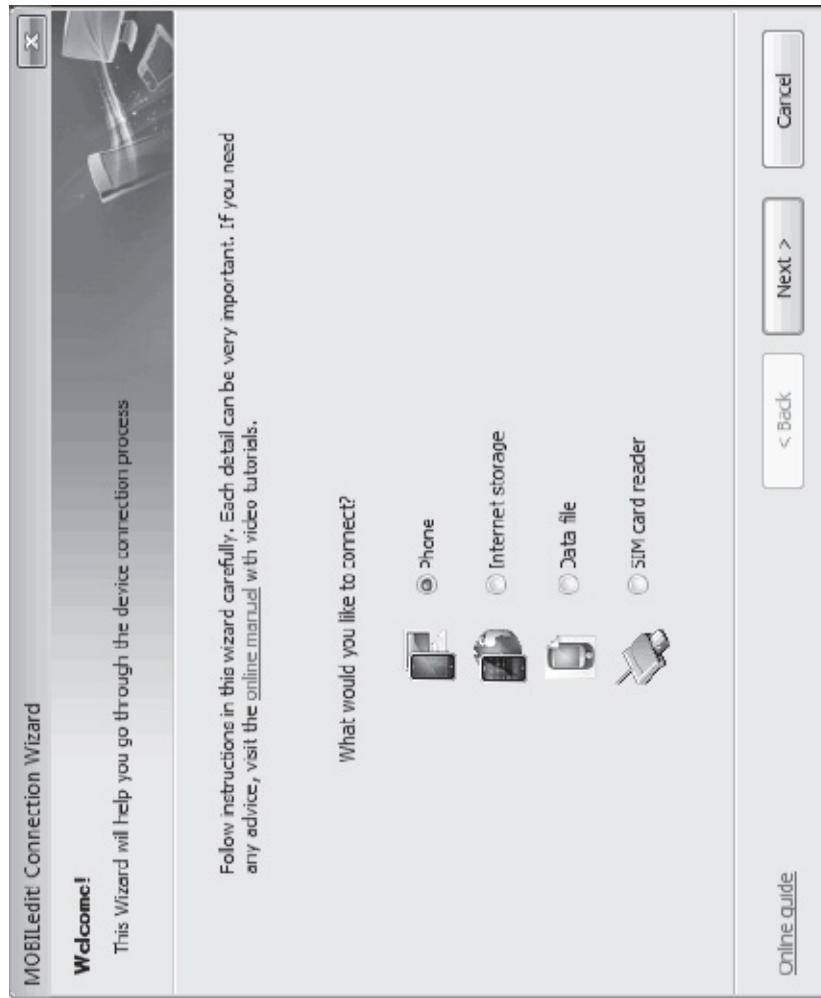 MOBILedit! Connection Wizard
x
Welcome!
This Wizard will help you go through the device connection process
Follow instructions in this wizard carefully. Each detail can be very important. If you need
any advice, visit the online manual with video tutorials.
What would you like to connect?
Phone
Internet storage
Data file
SIM card reader
Online guide
< Back
Next >
Cancel